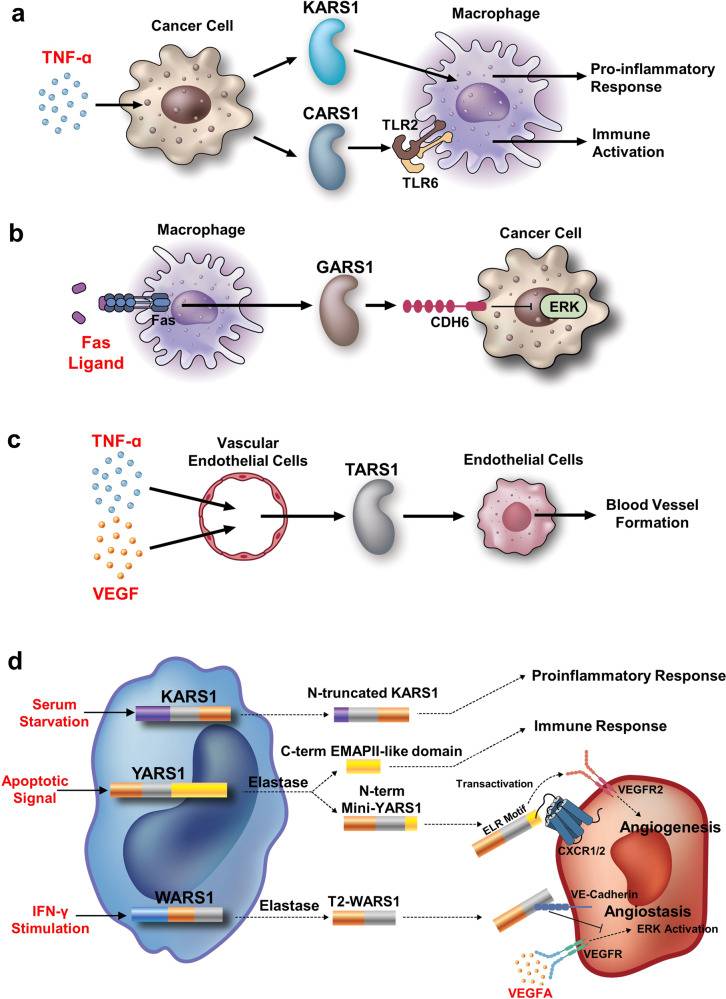 a
Cancer Cell
KARS1
Macrophage
TNF-α
Pro-inflammatory
Response
CARS1
TLR2
Immune
Activation
TLR6
b
Macrophage
Cancer Cell
GARS1
Fas
CDH6
ERK
Fas
Ligand
c
TNF-α
Vascular
Endothelial Cells
TARS1
Endothelial Cells
Blood Vessel
Formation
VEGF
d
KARS1
N-truncated KARS1
Proinflammatory Response
Serum
Starvation
Immune Response
C-term EMAPII-like domain
Apoptotic
Signal
YARS1
Elastase
Transactivation
VEGFR2
N-term
Mini-YARS1
ELR Motif
CXCR1/2
Angiogenesis
WARS1
IFN-γ
Stimulation
Elastase
T2-WARS1
VE-Cadherin
Angiostasis
ERK Activation
VEGFR
VEGFA